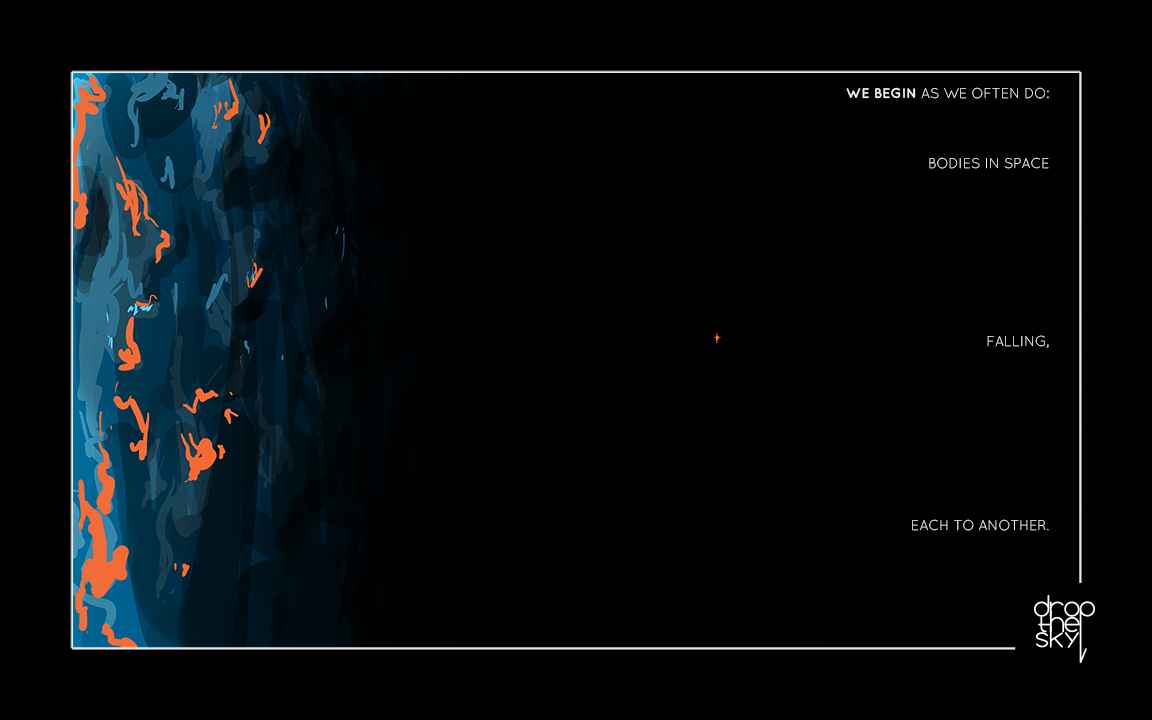 WE BEGIN AS WE OFTEN DO:
BODIES IN SPACE
FALLING,
EACH TO ANOTHER.
drop
the
sky